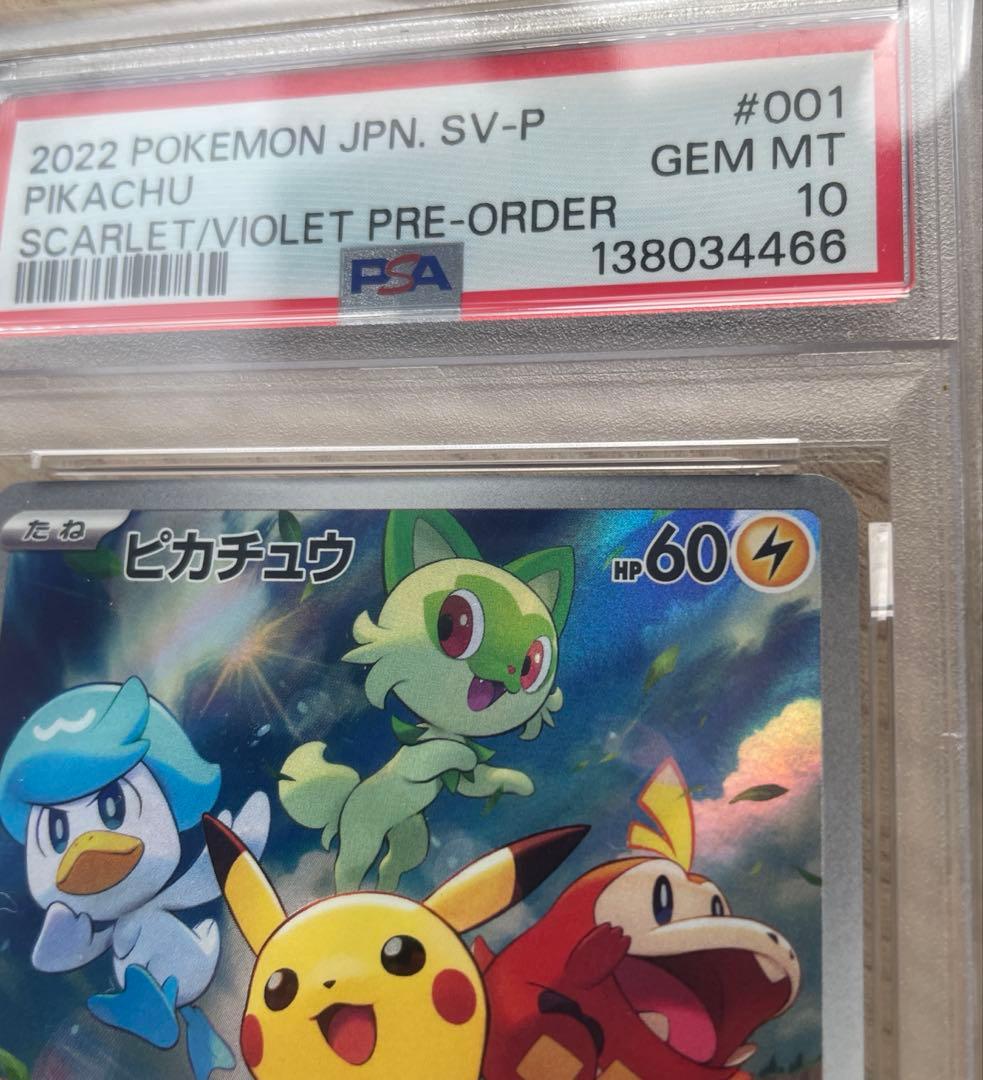 2022 POKEMON JPN. SV-P #001
PIKACHU GEM MT
SCARLET/VIOLET PRE-ORDER 10
PSA 138034466
たね ピカチュウ HP60